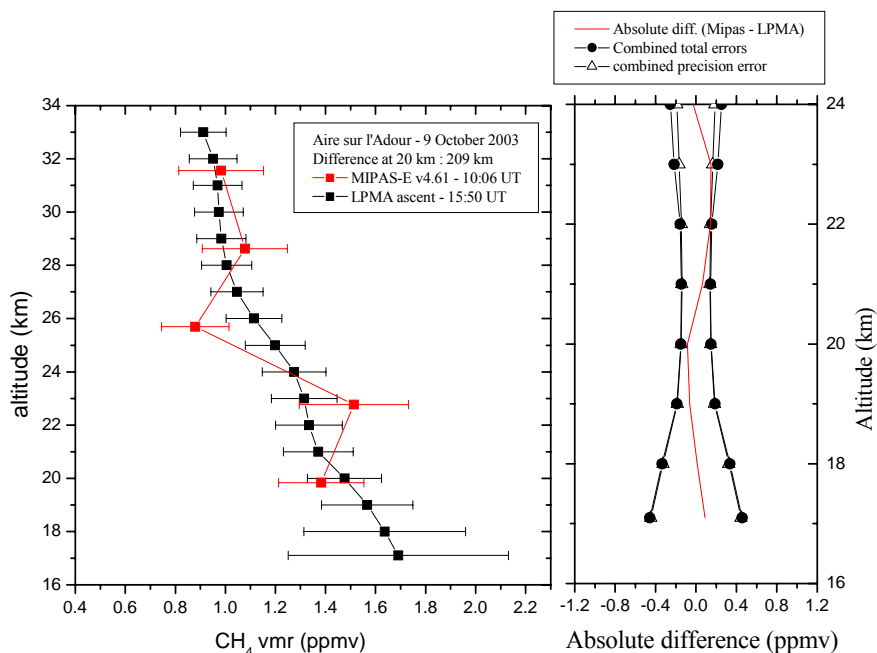 Absolute diff. (Mipas - LPMA)
Combined total errors
combined precision error
34
32
30
28
26
24
22
20
18
16
altitude (km)
Aire sur l'Adour - 9 October 2003
Difference at 20 km : 209 km
MIPAS-E v4.61 - 10:06 UT
LPMA ascent - 15:50 UT
0.4 0.6 0.8 1.0 1.2 1.4 1.6 1.8 2.0 2.2
CH4 vmr (ppmv)
24
22
20
18
16
Altitude (km)
-1.2 -0.8 -0.4 0.0 0.4 0.8 1.2
Absolute difference (ppmv)